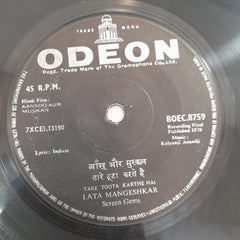 TRADE MARK
ODEON
Regd. Trade Mark of The Gramophone Co. Ltd.
45 R.P.M.
BOEC.8759
Hindi Film:
AANSOO AUR
MUSKAN
Recording First
Published 1970
7XCEI.13190
Lyric: Indivar
Music:
Kalyanji Anandji
आँसू और मुस्कान
तारे टूटा करते है
TARE TOOTA KARTHE HAI
LATA MANGESHKAR
Screen Gems